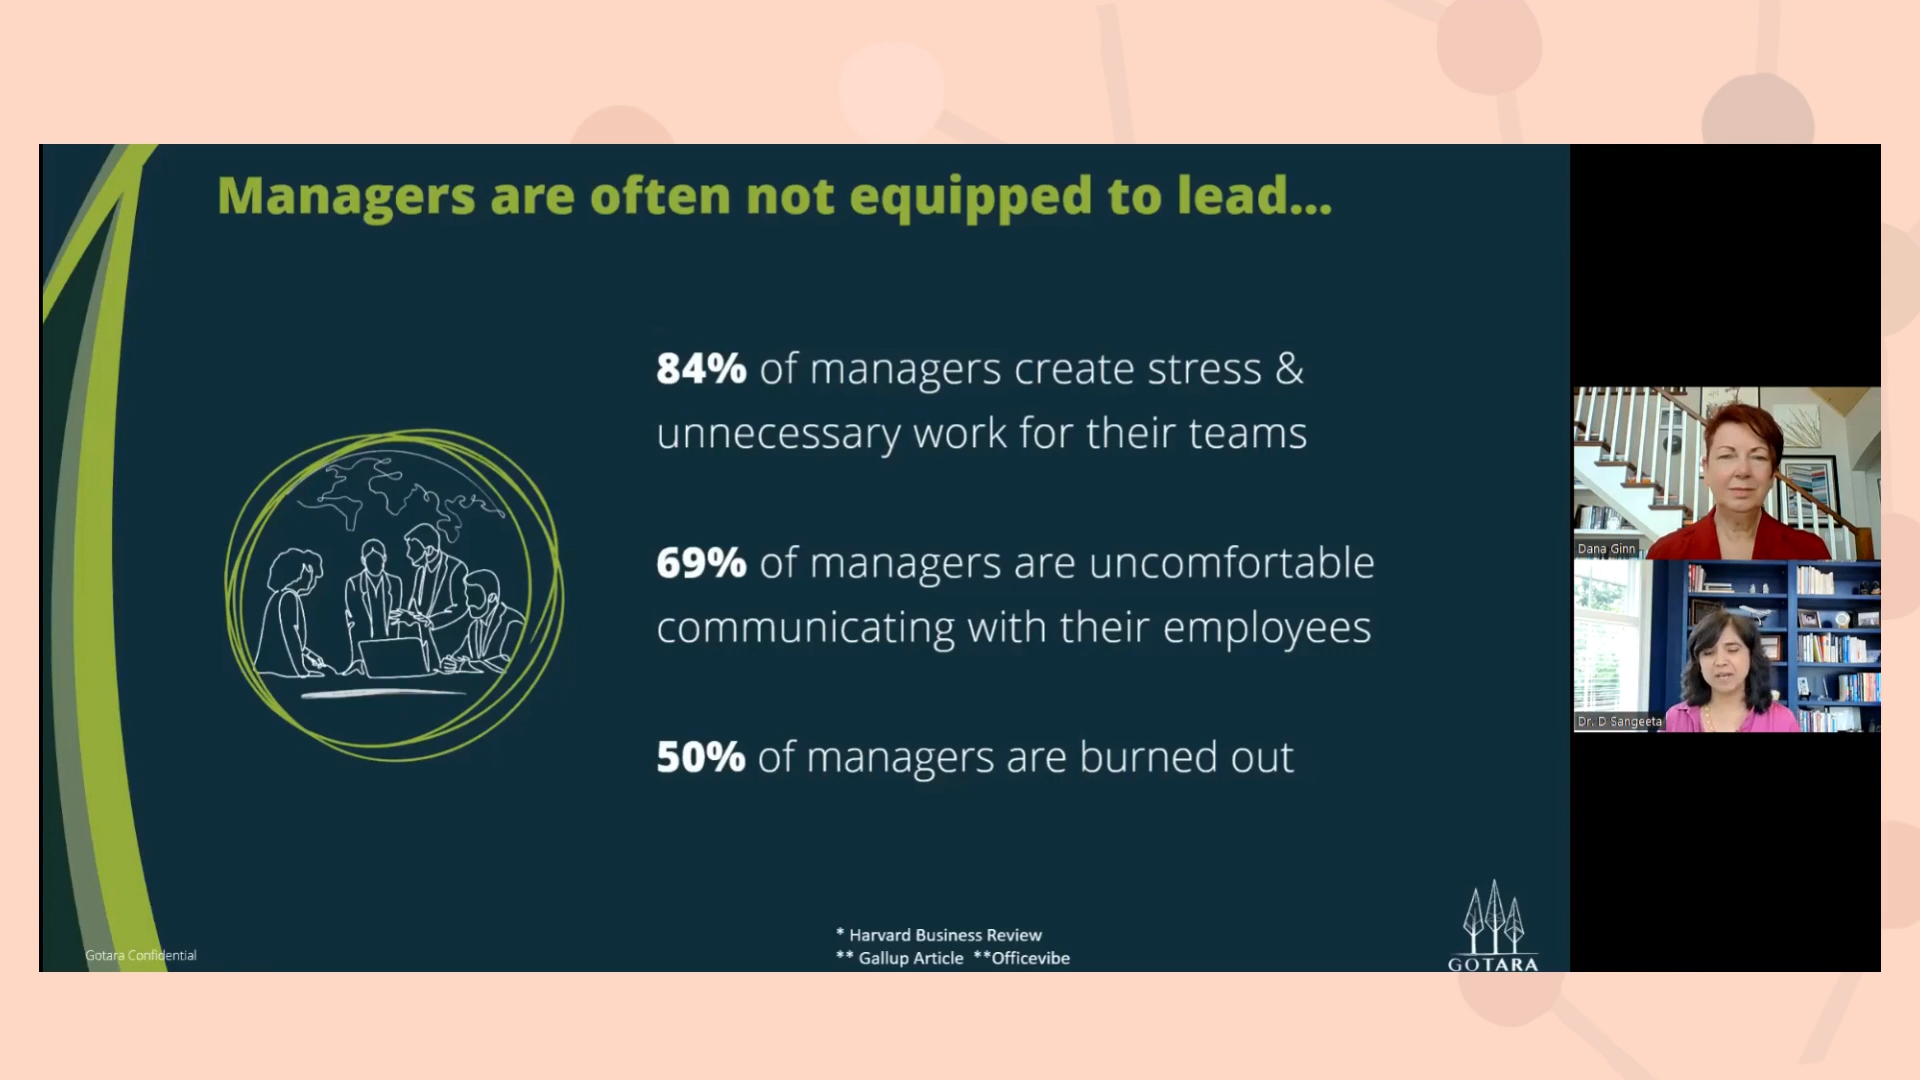 Managers are often not equipped to lead...
84% of managers create stress &
unnecessary work for their teams
69% of managers are uncomfortable
communicating with their employees
50% of managers are burned out
* Harvard Business Review
** Gallup Article **Officevibe
Gotara Confidential
GOTARA
Dana Ginn
Dr. D Sangeeta